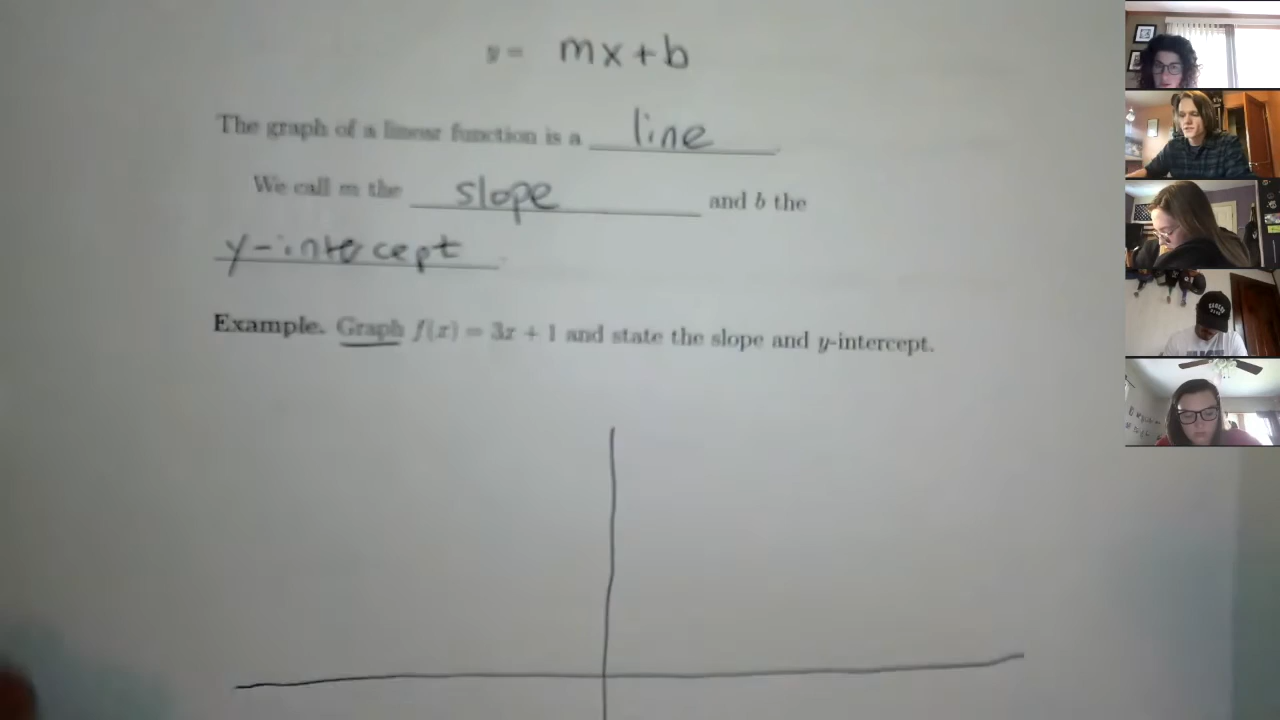 y = mx+b
The graph of a linear function is a line
We call m the slope and b the
y-intercept
Example. Graph f(x) = 3x + 1 and state the slope and y-intercept.